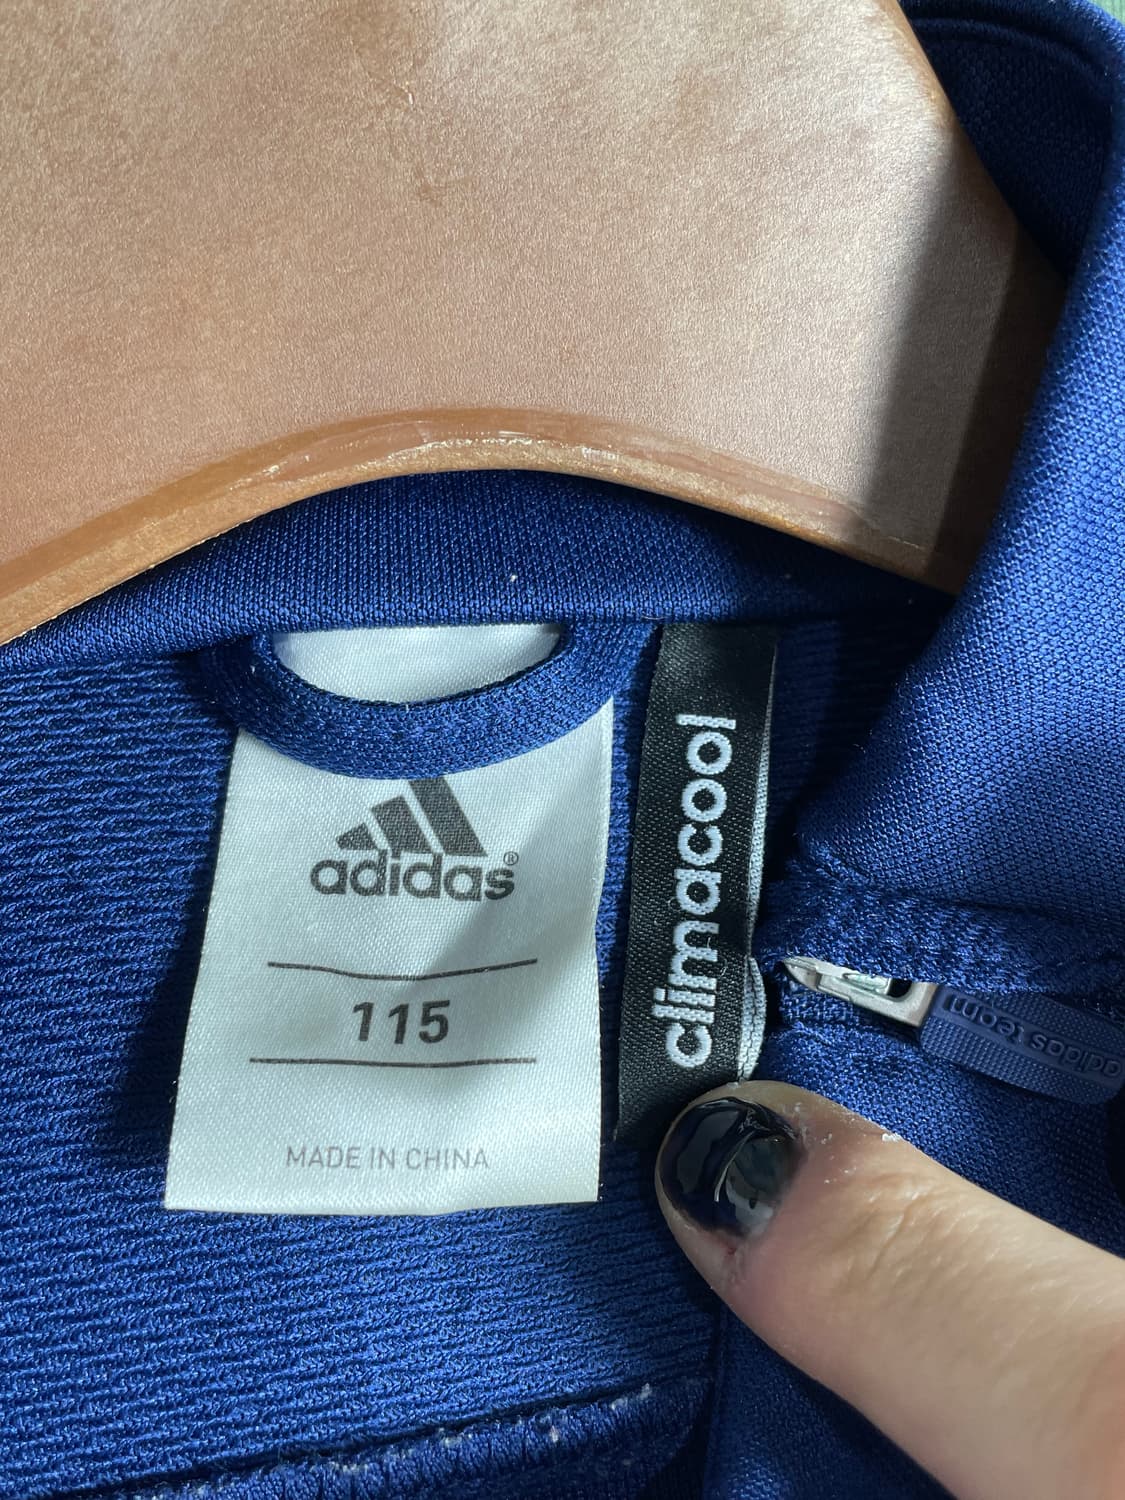 adidas®
115
MADE IN CHINA
climacool
adidas team